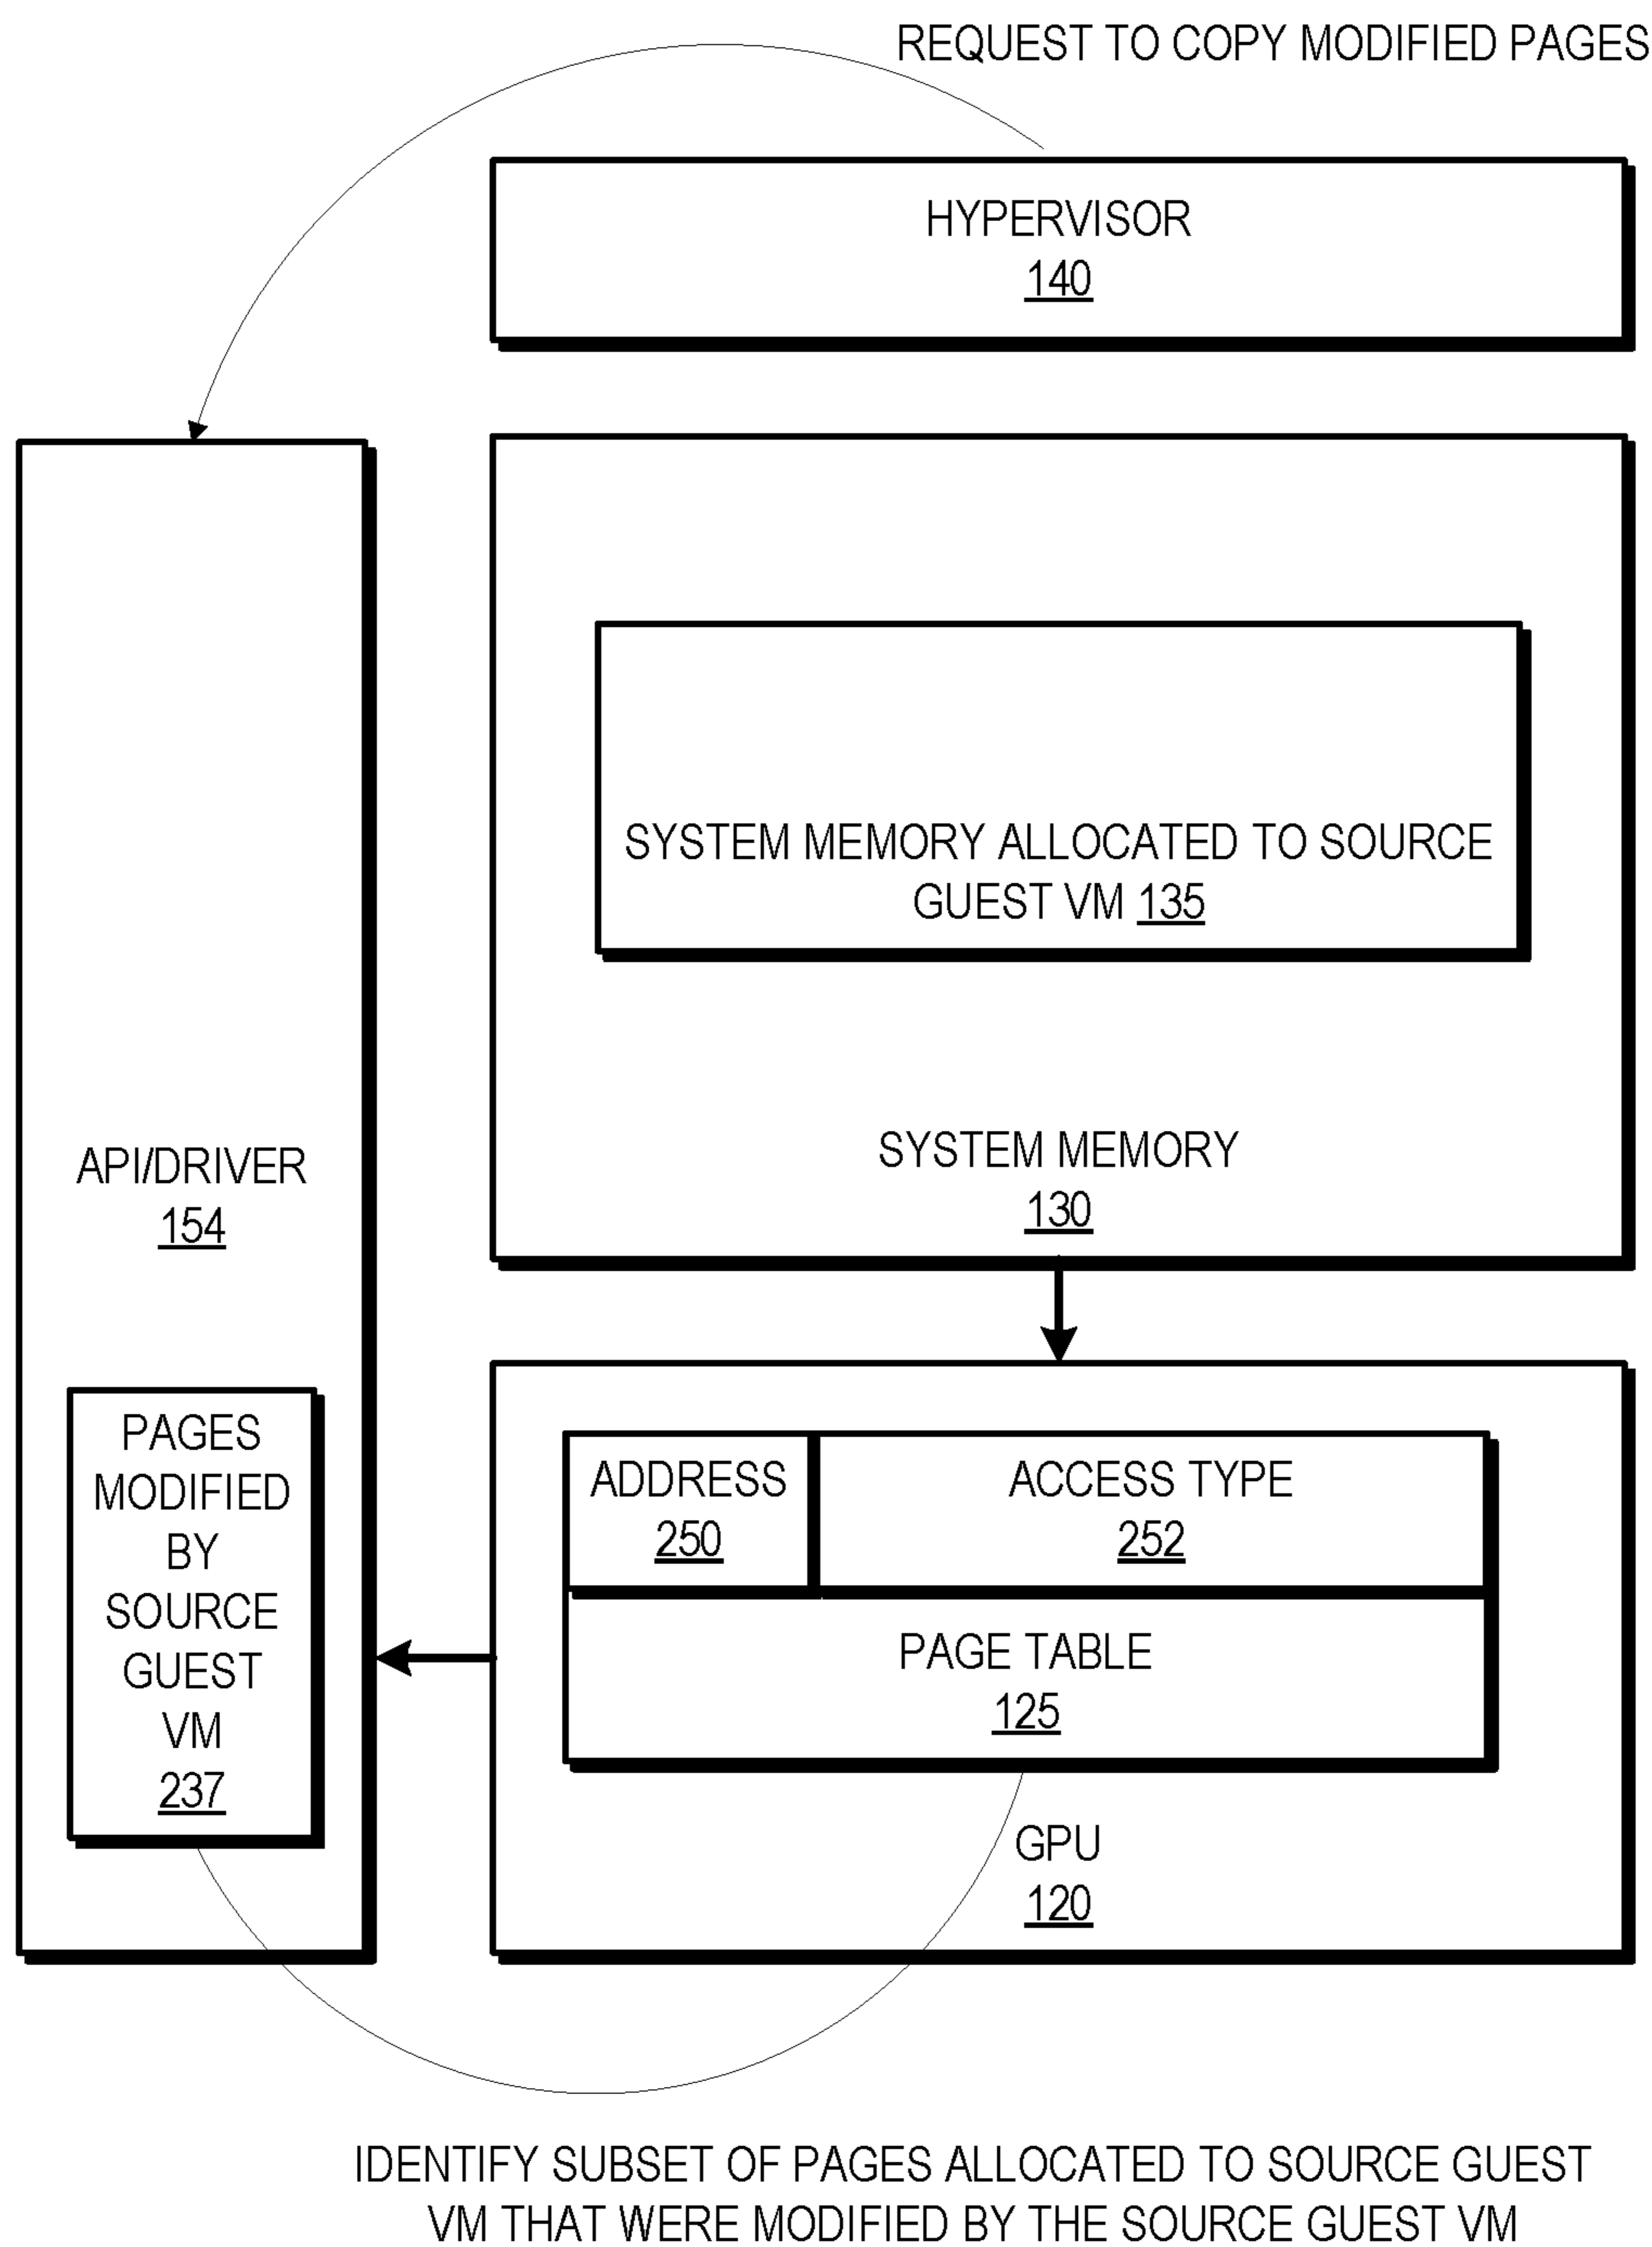 REQUEST TO COPY MODIFIED PAGES
HYPERVISOR
140
SYSTEM MEMORY ALLOCATED TO SOURCE
GUEST VM 135
SYSTEM MEMORY
130
API/DRIVER
154
PAGES
MODIFIED
BY
SOURCE
GUEST
VM
237
ADDRESS
250
ACCESS TYPE
252
PAGE TABLE
125
GPU
120
IDENTIFY SUBSET OF PAGES ALLOCATED TO SOURCE GUEST
VM THAT WERE MODIFIED BY THE SOURCE GUEST VM